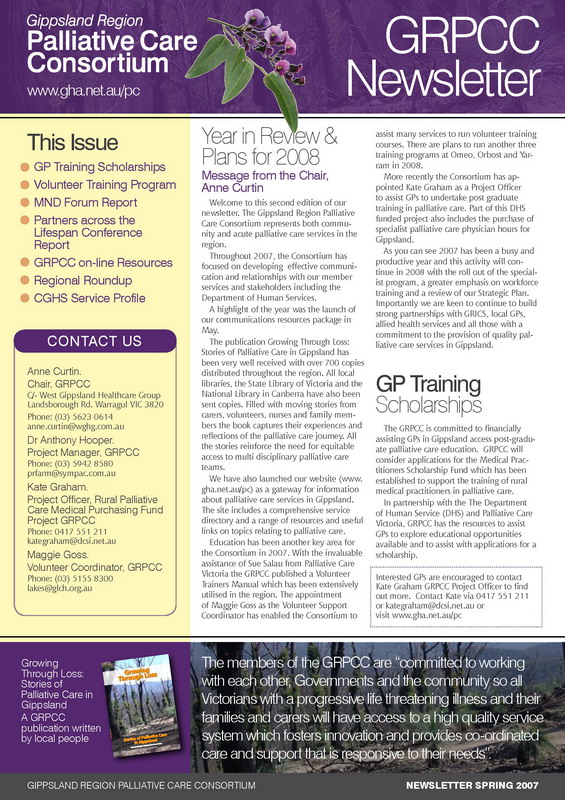 Gippsland Region
Palliative Care
Consortium
www.gha.net.au/pc
GRPCC
Newsletter
This Issue
GP Training Scholarships
Volunteer Training Program
MND Forum Report
Partners across the
Lifespan Conference
Report
GRPCC on-line Resources
Regional Roundup
CGHS Service Profile
CONTACT US
Anne Curtin.
Chair, GRPCC
C/- West Gippsland Healthcare Group
Landsborough Rd. Warragul VIC 3820
Phone: (03) 5623 0614
anne.curtin@wghg.com.au
Dr Anthony Hooper.
Project Manager, GRPCC
Phone: (03) 5942 8580
prfarm@sympac.com.au
Kate Graham.
Project Officer, Rural Palliative
Care Medical Purchasing Fund
Project GRPCC
Phone: 0417 551 211
kategraham@dcsi.net.au
Maggie Goss.
Volunteer Coordinator, GRPCC
Phone: (03) 5155 8300
lakes@glch.org.au
Year in Review &
Plans for 2008
Message from the Chair,
Anne Curtin
Welcome to this second edition of our
newsletter. The Gippsland Region Palliative
Care Consortium represents both commu-
nity and acute palliative care services in the
region.
Throughout 2007, the Consortium has
focused on developing effective communi-
cation and relationships with our member
services and stakeholders including the
Department of Human Services.
A highlight of the year was the launch of
our communications resources package in
May.
The publication Growing Through Loss:
Stories of Palliative Care in Gippsland has
been very well received with over 700 copies
distributed throughout the region. All local
libraries, the State Library of Victoria and the
National Library in Canberra have also been
sent copies. Filled with moving stories from
carers, volunteers, nurses and family mem-
bers the book captures their experiences and
reflections of the palliative care journey. All
the stories reinforce the need for equitable
access to multi disciplinary palliative care
teams.
We have also launched our website (www.
gha.net.au/pc) as a gateway for information
about palliative care services in Gippsland.
The site includes a comprehensive service
directory and a range of resources and useful
links on topics relating to palliative care.
Education has been another key area for
the Consortium in 2007. With the invaluable
assistance of Sue Salau from Palliative Care
Victoria the GRPCC published a Volunteer
Trainers Manual which has been extensively
utilised in the region. The appointment
of Maggie Goss as the Volunteer Support
Coordinator has enabled the Consortium to
assist many services to run volunteer training
courses. There are plans to run another three
training programs at Omeo, Orbost and Yar-
ram in 2008.
More recently the Consortium has ap-
pointed Kate Graham as a Project Officer
to assist GPs to undertake post graduate
training in palliative care. Part of this DHS
funded project also includes the purchase of
specialist palliative care physician hours for
Gippsland.
As you can see 2007 has been a busy and
productive year and this activity will con-
tinue in 2008 with the roll out of the special-
ist program, a greater emphasis on workforce
training and a review of our Strategic Plan.
Importantly we are keen to continue to build
strong partnerships with GRICS, local GPs,
allied health services and all those with a
commitment to the provision of quality pal-
liative care services in Gippsland.
GP Training
Scholarships
The GRPCC is committed to financially
assisting GPs in Gippsland access post-gradu-
ate palliative care education. GRPCC will
consider applications for the Medical Prac-
titioners Scholarship Fund which has been
established to support the training of rural
medical practitioners in palliative care.
In partnership with the The Department
of Human Service (DHS) and Palliative Care
Victoria, GRPCC has the resources to assist
GPs to explore educational opportunities
available and to assist with applications for a
scholarship.
Interested GPs are encouraged to contact
Kate Graham GRPCC Project Officer to find
out more. Contact Kate via 0417 551 211
or kategraham@dcsi.net.au or
visit www.gha.net.au/pc
Growing
Through Loss:
Stories of
Palliative Care in
Gippsland
A GRPCC
publication written
by local people
Growing
Through Loss
Stories of Palliative Care
in Gippsland
The members of the GRPCC are “committed to working
with each other, Governments and the community so all
Victorians with a progressive life threatening illness and their
families and carers will have access to a high quality service
system which fosters innovation and provides co-ordinated
care and support that is responsive to their needs”
GIPPSLAND REGION PALLIATIVE CARE CONSORTIUM
NEWSLETTER SPRING 2007